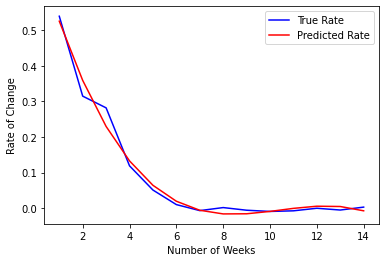 True Rate
Predicted Rate
0.5
0.4
0.3
0.2
0.1
0.0
Rate of Change
2 4 6 8 10 12 14
Number of Weeks